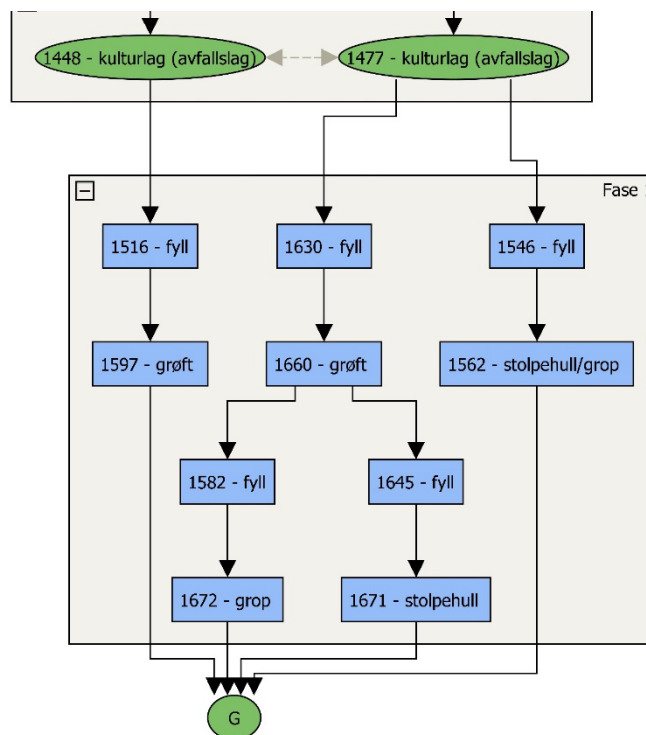 1448 - kulturlag (avfallslag)
1477 - kulturlag (avfallslag)
Fase
1516 - fyll
1630 - fyll
1546 - fyll
1597 - grøft
1660 - grøft
1562 - stolpehull/grop
1582 - fyll
1645 - fyll
1672 - grop
1671 - stolpehull
G